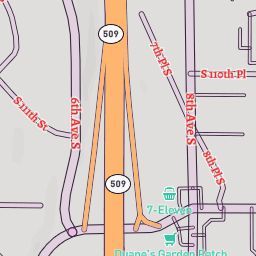 509
7th Pl S
S 110th Pl
S 111th St
6th Ave S
8th Ave S
8th Pl S
509
7-Eleven
Duane's Garden Patch